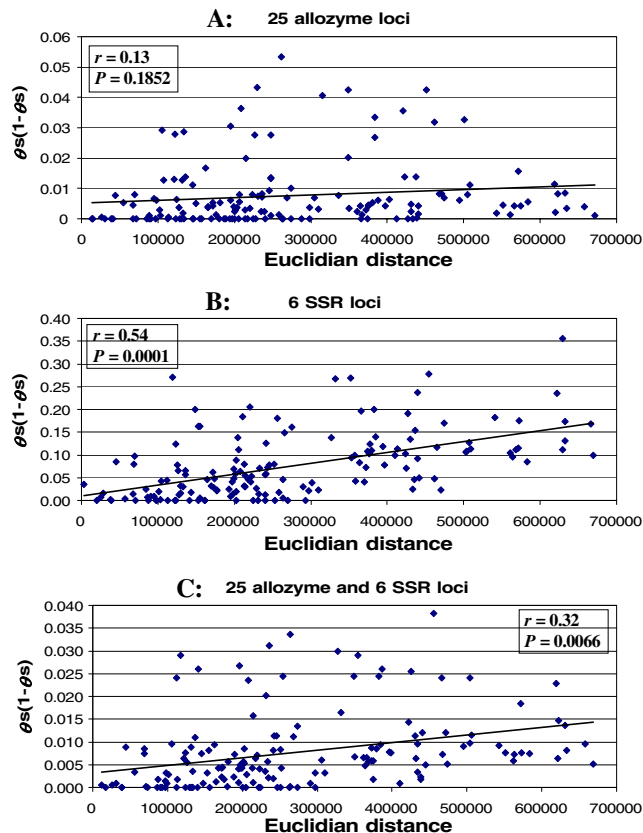 A: 25 allozyme loci
r = 0.13
P = 0.1852
θs(1-θs)
0.06
0.05
0.04
0.03
0.02
0.01
0
0 100000 200000 300000 400000 500000 600000 700000
Euclidian distance
B: 6 SSR loci
r = 0.54
P = 0.0001
θs(1-θs)
0.40
0.35
0.30
0.25
0.20
0.15
0.10
0.05
0.00
0 100000 200000 300000 400000 500000 600000 700000
Euclidian distance
C: 25 allozyme and 6 SSR loci
r = 0.32
P = 0.0066
θs(1-θs)
0.040
0.035
0.030
0.025
0.020
0.015
0.010
0.005
0.000
0 100000 200000 300000 400000 500000 600000 700000
Euclidian distance